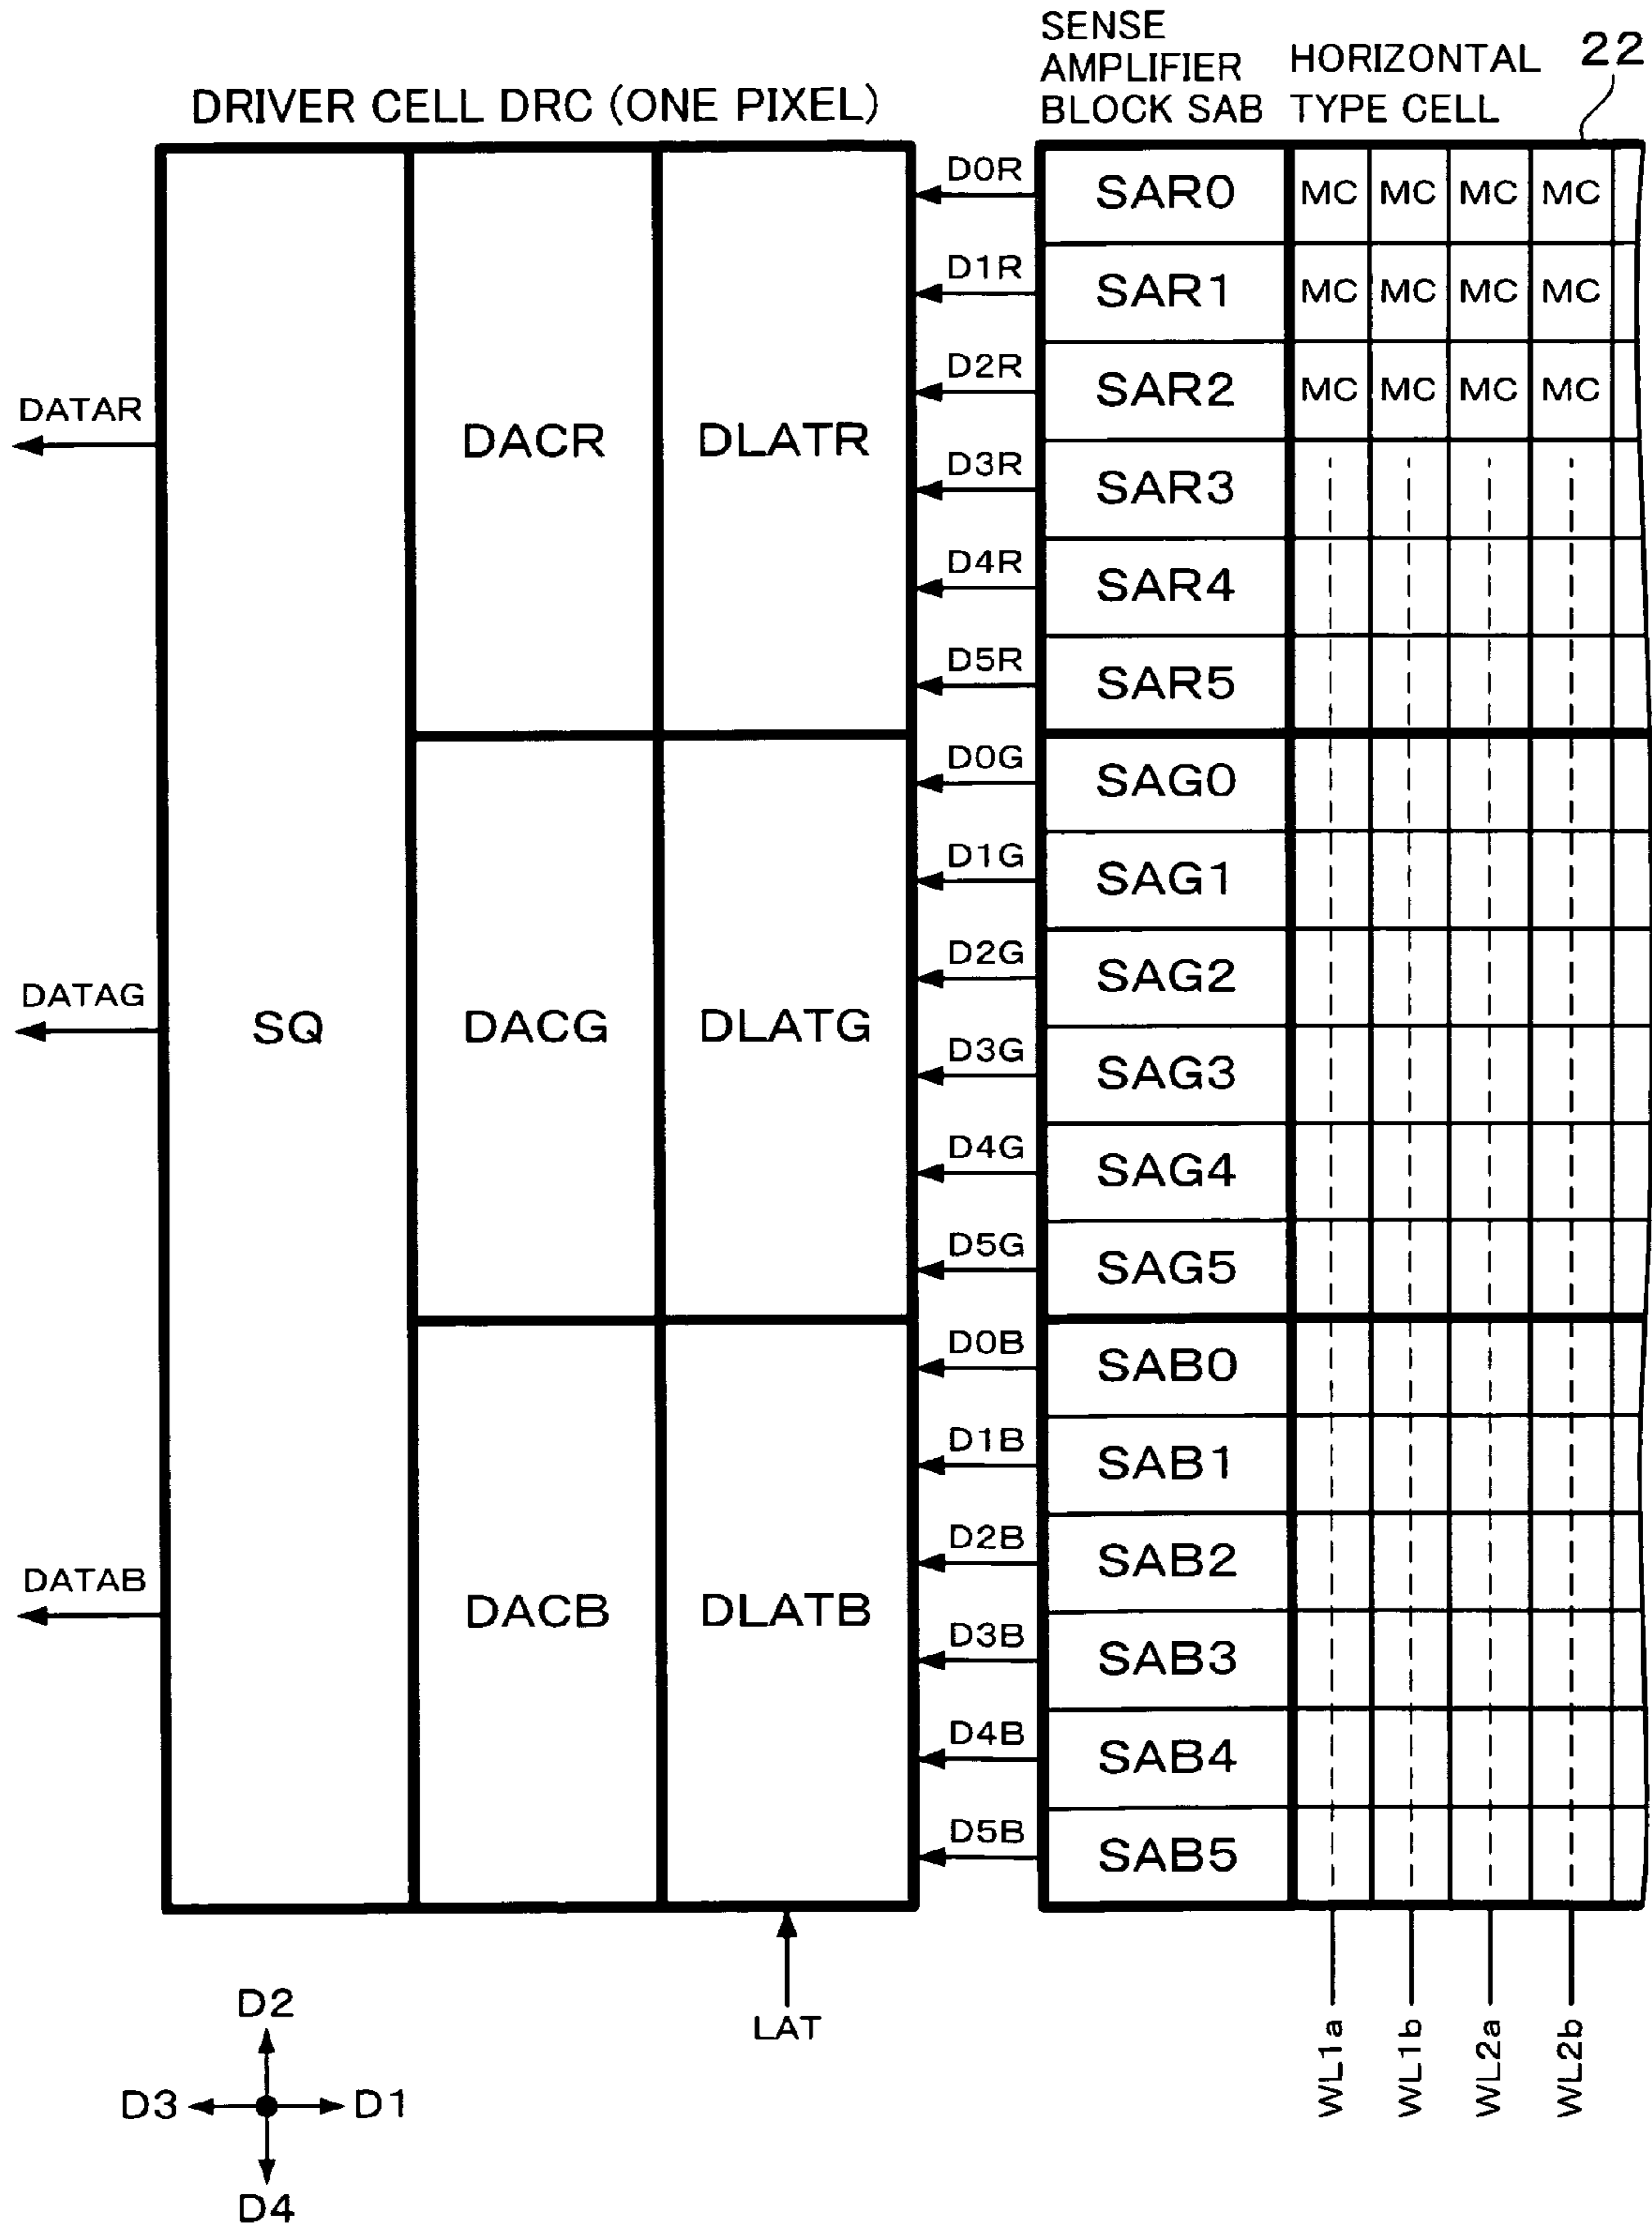 SENSE
AMPLIFIER
BLOCK SAB
HORIZONTAL
TYPE CELL
22
DRIVER CELL DRC (ONE PIXEL)
D0R
SAR0
MC MC MC MC
D1R
SAR1
MC MC MC MC
D2R
SAR2
MC MC MC MC
DATAR
DACR
DLATR
D3R
SAR3
D4R
SAR4
D5R
SAR5
D0G
SAG0
D1G
SAG1
D2G
SAG2
DATAG
SQ
DACG
DLATG
D3G
SAG3
D4G
SAG4
D5G
SAG5
D0B
SAB0
D1B
SAB1
D2B
SAB2
DATAB
DACB
DLATB
D3B
SAB3
D4B
SAB4
D5B
SAB5
LAT
WL1a
WL1b
WL2a
WL2b
D2
D3
D1
D4